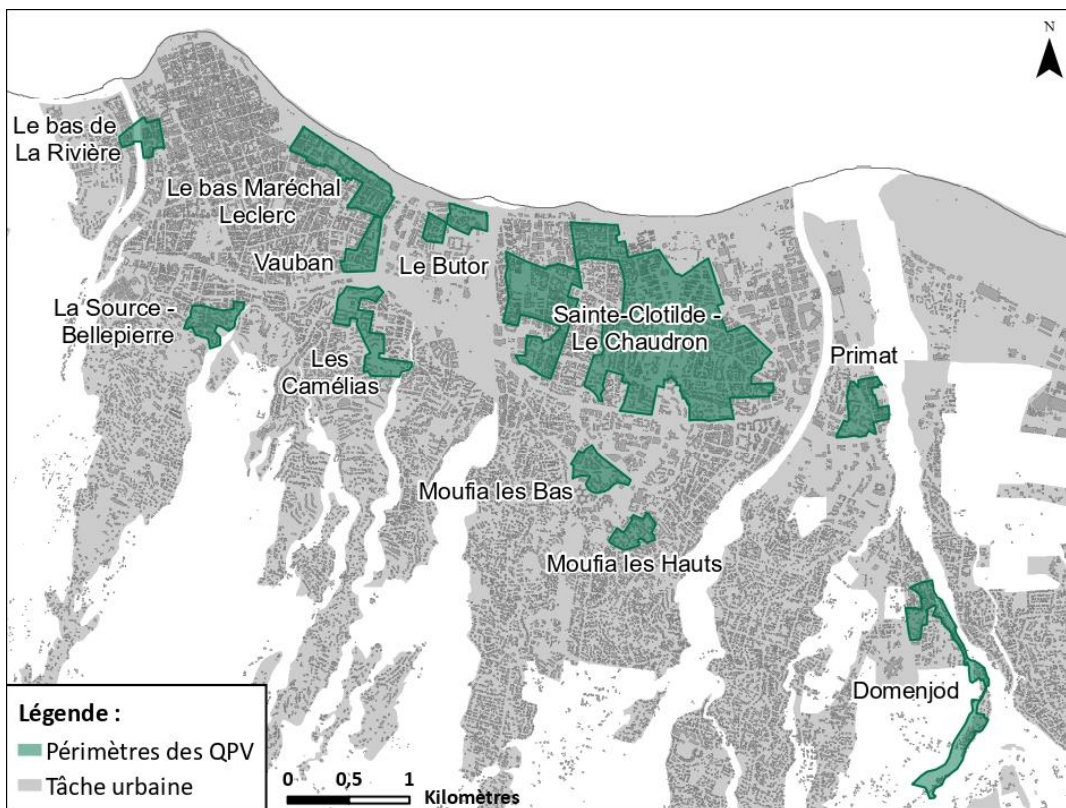 N
Le bas de
La Rivière
Le bas Maréchal
Leclerc
Vauban
Le Butor
La Source -
Bellepierre
Les
Camélias
Sainte-Clotilde -
Le Chaudron
Primat
Moufia les Bas
Moufia les Hauts
Domenjod
Légende :
Périmètres des QPV
Tâche urbaine
0 0,5 1
Kilomètres